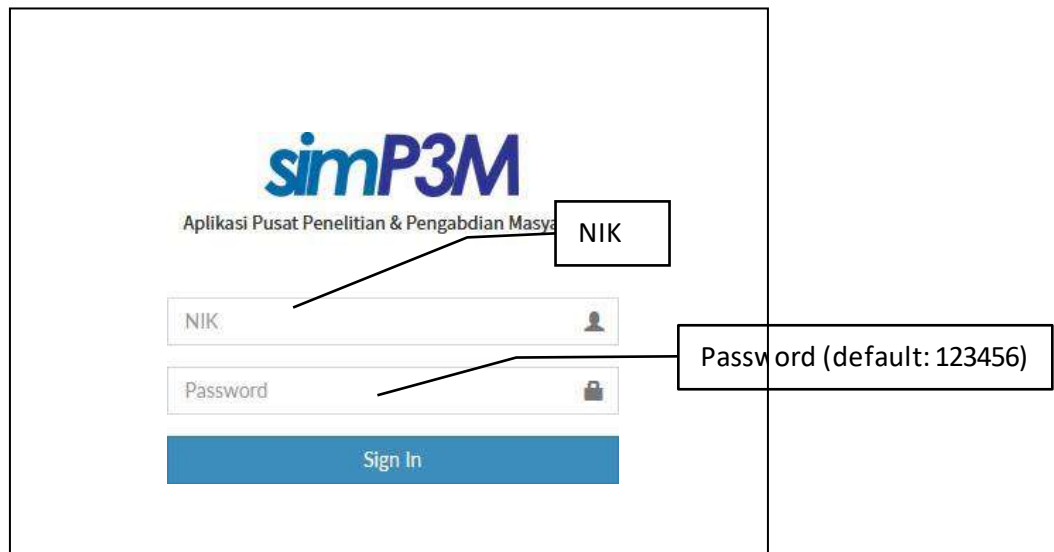 simP3M
Aplikasi Pusat Penelitian & Pengabdian Masya
NIK
NIK
Password (default: 123456)
Password
Sign In